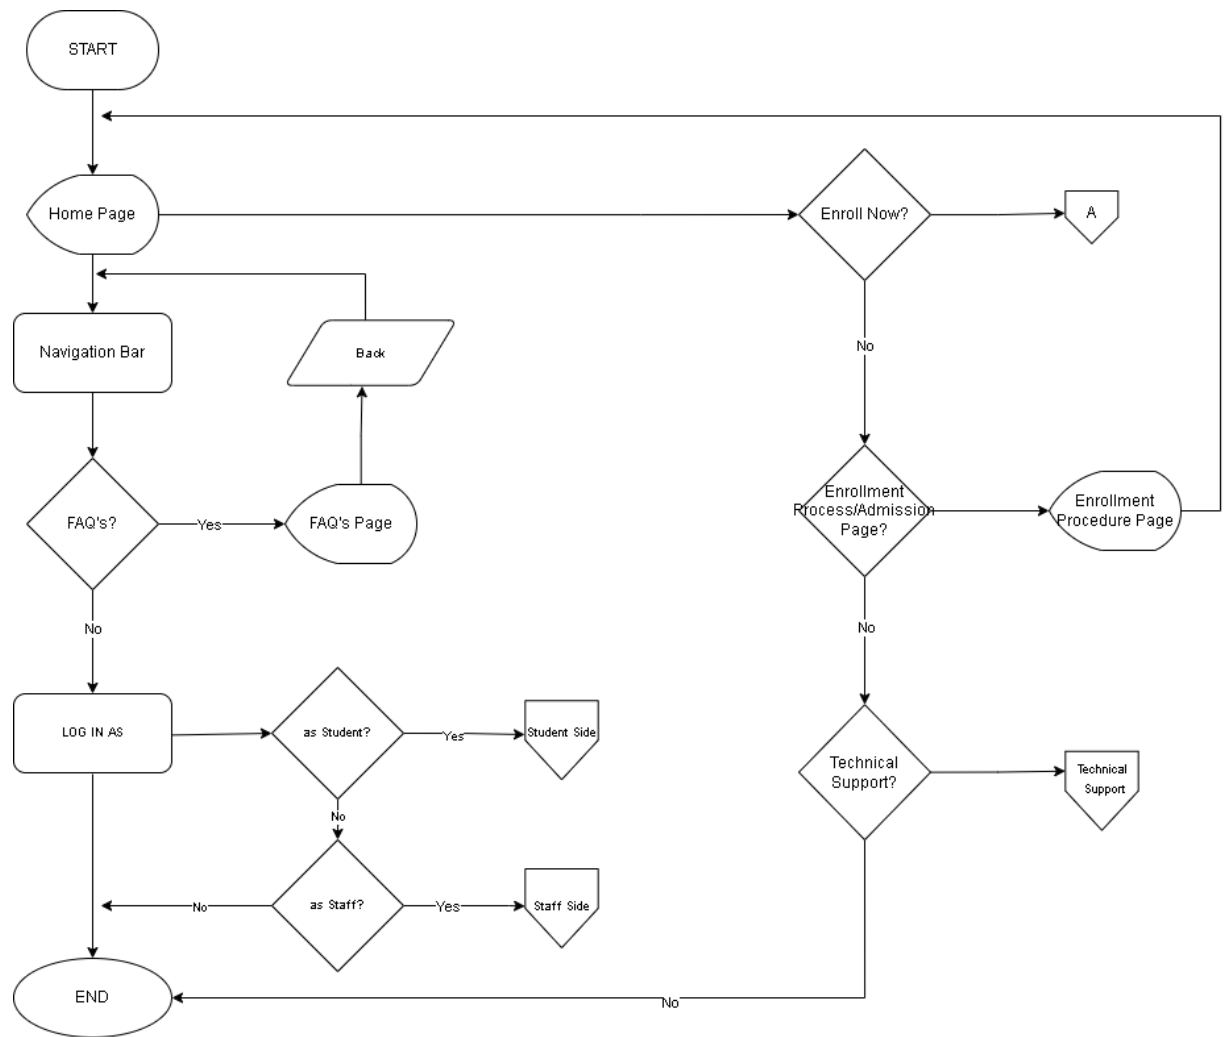 START
Home Page
Enroll Now?
A
Navigation Bar
Back
No
FAQ's?
Yes
FAQ's Page
Enrollment
Process/Admission
Page?
Enrollment
Procedure Page
No
No
LOG IN AS
as Student?
Yes
Student Side
Technical
Support?
Technical
Support
No
as Staff?
No
Yes
Staff Side
END
No